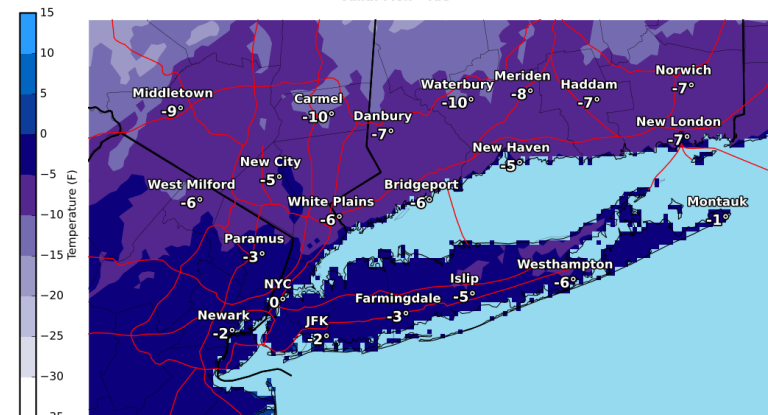 15
10
5
0
−5
−10
−15
−20
−25
−30
Temperature (F)
Middletown
-9°
Carmel
-10°
Danbury
-7°
Waterbury
-10°
Meriden
-8°
Haddam
-7°
Norwich
-7°
New London
-7°
New Haven
-5°
New City
-5°
West Milford
-6°
White Plains
-6°
Bridgeport
-6°
Montauk
-1°
Paramus
-3°
Westhampton
-6°
Islip
-5°
NYC
0°
Farmingdale
-3°
Newark
-2°
JFK
-2°